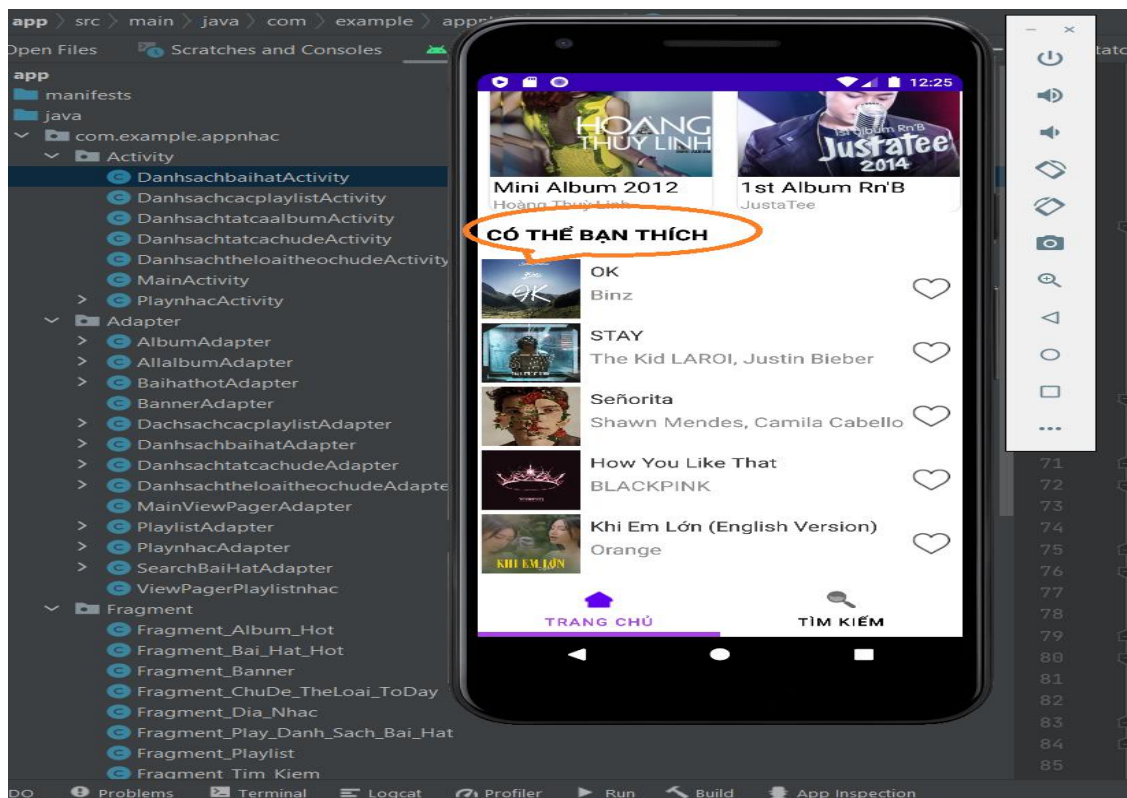 app > src > main > java > com > example >
Open Files Scratches and Consoles
app
manifests
java
com.example.appnhac
Activity
DanhsachbaihatActivity
DanhsachcacplaylistActivity
DanhsachtatcaalbumActivity
DanhsachtatcachudeActivity
DanhsachtheloaitheochudeActivity
MainActivity
PlaynhacActivity
Adapter
AlbumAdapter
AllalbumAdapter
BaihathotAdapter
BannerAdapter
DachsachcacplaylistAdapter
DanhsachbaihatAdapter
DanhsachtatcachudeAdapter
DanhsachtheloaitheochudeAdapte
MainViewPagerAdapter
PlaylistAdapter
PlaynhacAdapter
SearchBaiHatAdapter
ViewPagerPlaylistnhac
Fragment
Fragment_Album_Hot
Fragment_Bai_Hat_Hot
Fragment_Banner
Fragment_ChuDe_TheLoai_ToDay
Fragment_Dia_Nhac
Fragment_Play_Danh_Sach_Bai_Hat
Fragment_Playlist
Fragment_Tim_Kiem
12:25
HOÀNG
THUỲ LINH
1st album Rn'B
JustaTee
2014
Mini Album 2012
Hoàng Thuỳ Linh
1st Album Rn'B
JustaTee
CÓ THỂ BẠN THÍCH
OK
Binz
STAY
The Kid LAROI, Justin Bieber
Señorita
Shawn Mendes, Camila Cabello
How You Like That
BLACKPINK
Khi Em Lớn (English Version)
Orange
KHI EM LỚN
TRANG CHỦ
TÌM KIẾM
71
72
73
74
75
76
77
78
79
80
81
82
83
84
85
Problems Terminal Logcat Profiler Run Build App Inspection